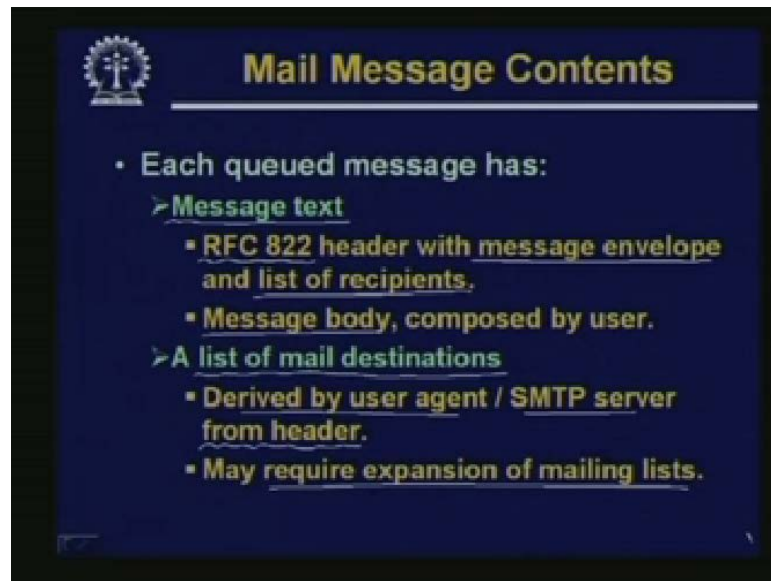 Mail Message Contents
• Each queued message has:
➢Message text
▪ RFC 822 header with message envelope
and list of recipients.
▪ Message body, composed by user.
➢A list of mail destinations
▪ Derived by user agent / SMTP server
from header.
▪ May require expansion of mailing lists.